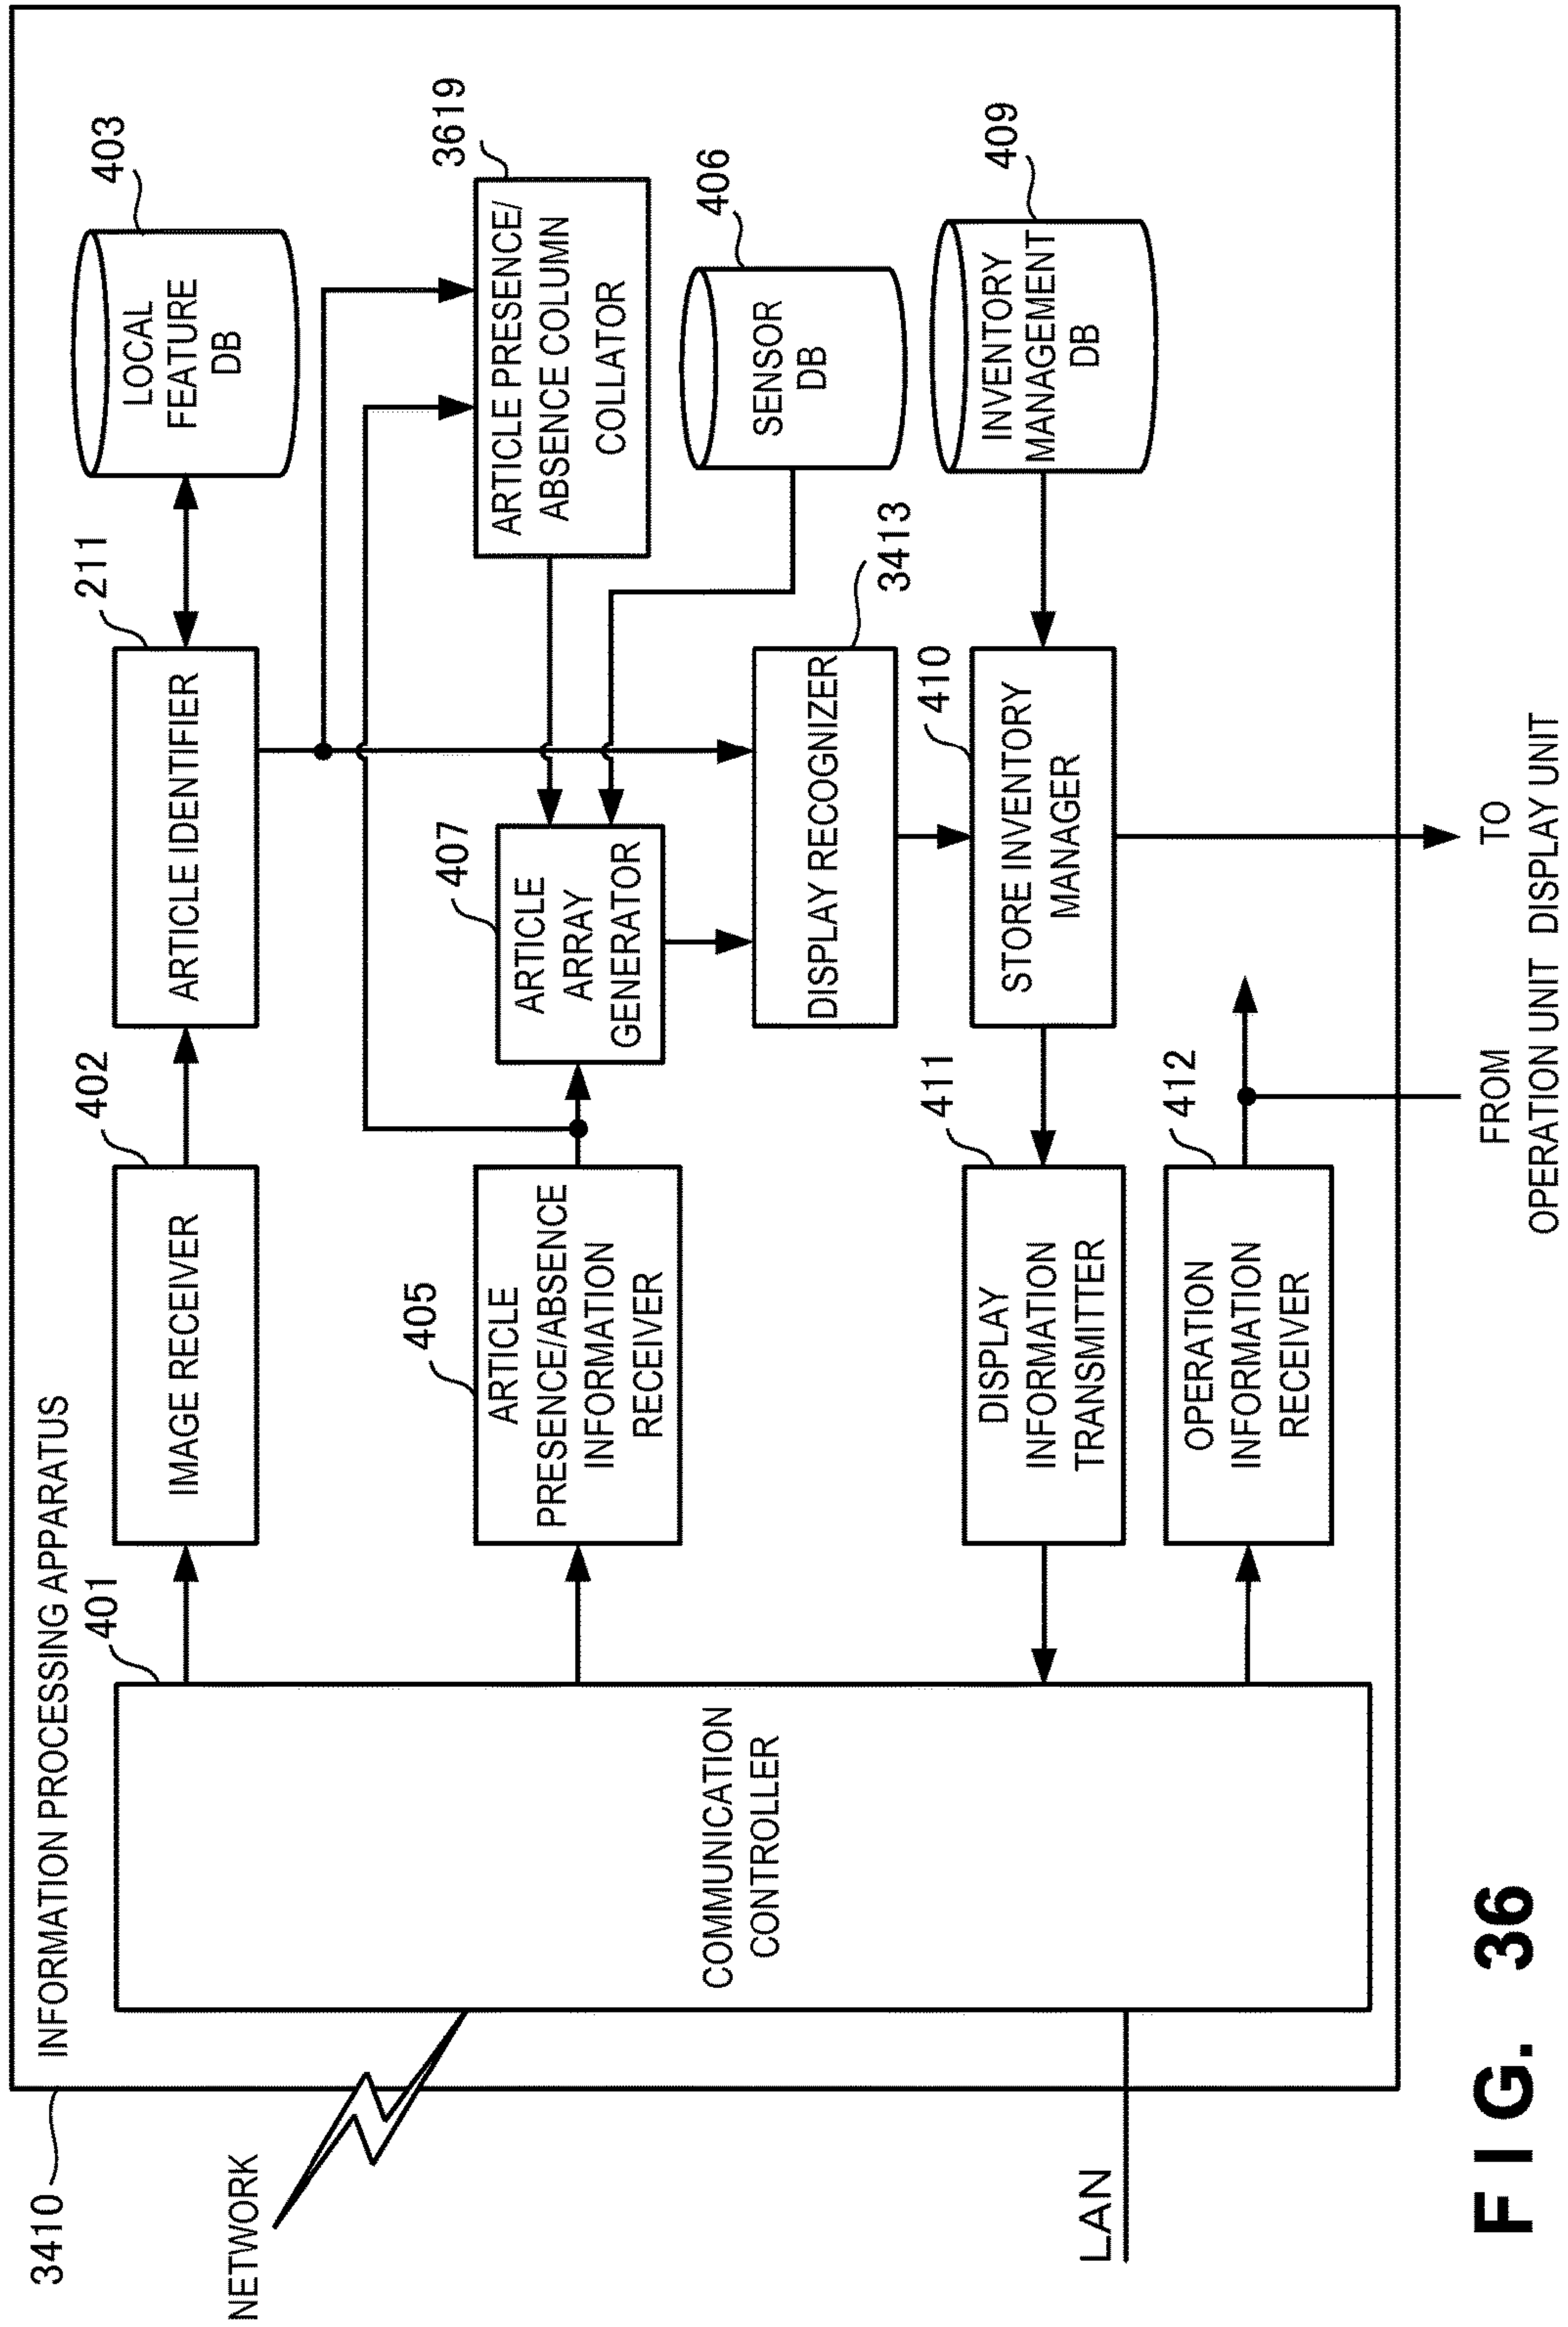 3410
INFORMATION PROCESSING APPARATUS
NETWORK
LAN
401
COMMUNICATION
CONTROLLER
402
IMAGE RECEIVER
211
ARTICLE IDENTIFIER
403
LOCAL
FEATURE
DB
405
ARTICLE
PRESENCE/ABSENCE
INFORMATION
RECEIVER
407
ARTICLE
ARRAY
GENERATOR
3619
ARTICLE PRESENCE/
ABSENCE COLUMN
COLLATOR
406
SENSOR
DB
DISPLAY RECOGNIZER
3413
411
DISPLAY
INFORMATION
TRANSMITTER
410
STORE INVENTORY
MANAGER
409
INVENTORY
MANAGEMENT
DB
412
OPERATION
INFORMATION
RECEIVER
FROM
OPERATION UNIT
TO
DISPLAY UNIT
FIG. 36